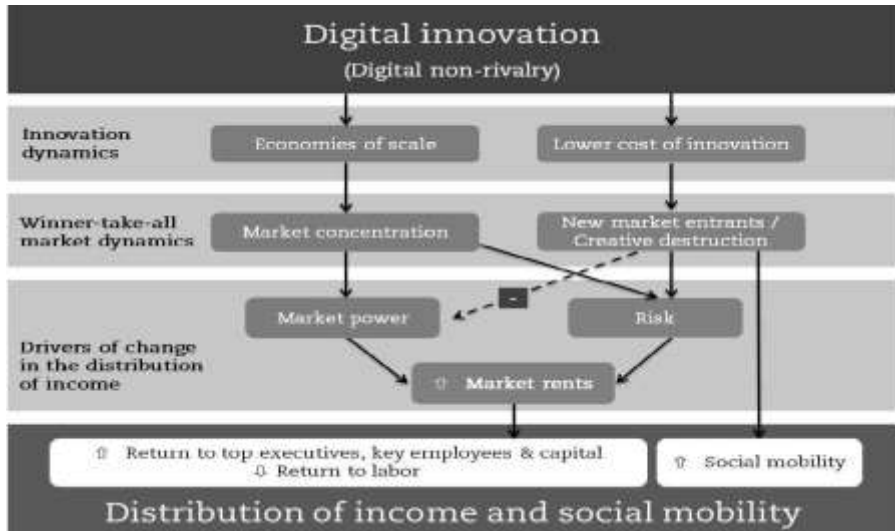 Digital innovation
(Digital non-rivalry)
Innovation
dynamics
Economies of scale
Lower cost of innovation
Winner-take-all
market dynamics
Market concentration
New market entrants /
Creative destruction
-
Market power
Risk
Drivers of change
in the distribution
of income
⇧ Market rents
⇧ Return to top executives, key employees & capital
⇩ Return to labor
⇧ Social mobility
Distribution of income and social mobility